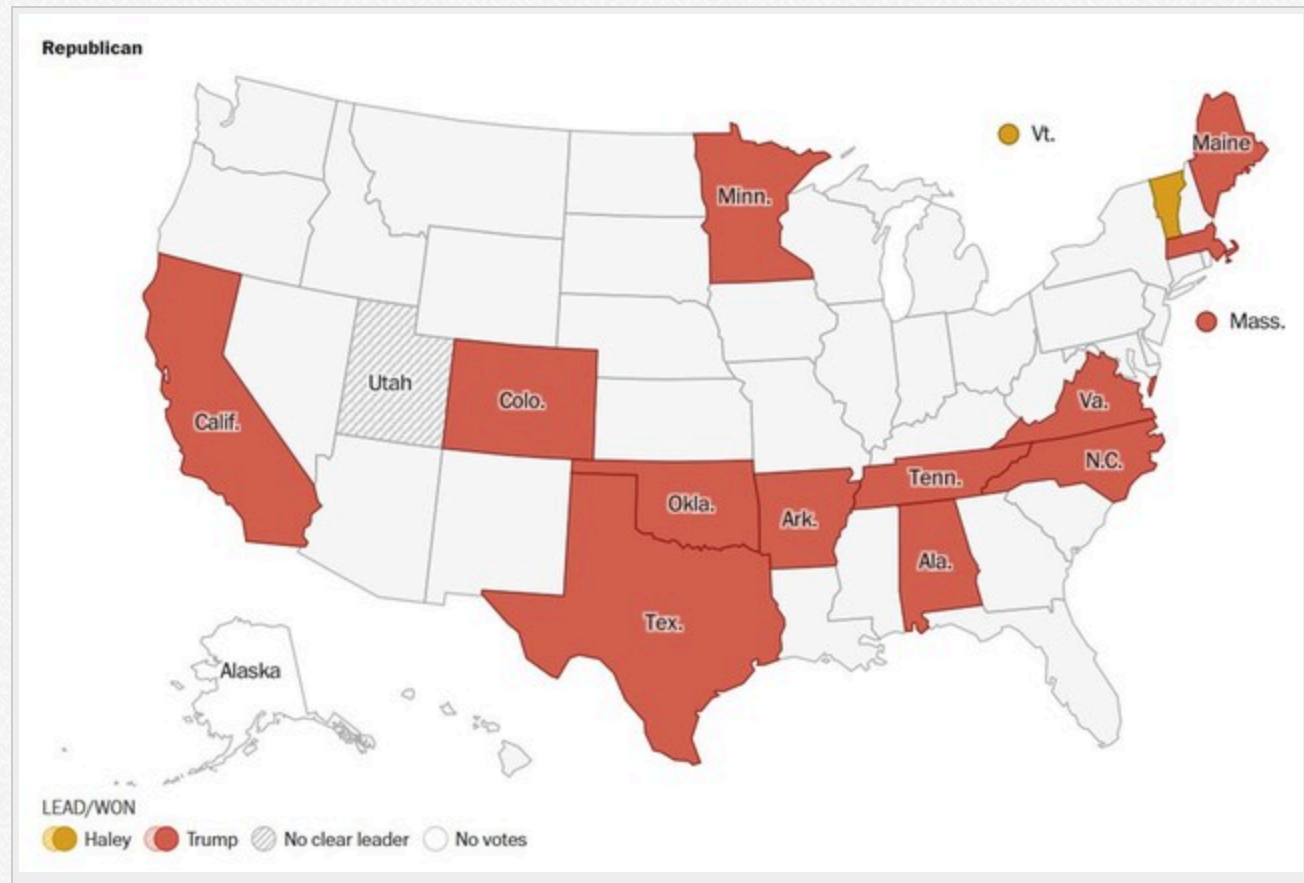 Republican
Vt.
Maine
Minn.
Mass.
Utah
Colo.
Va.
Calif.
N.C.
Tenn.
Okla.
Ark.
Ala.
Tex.
Alaska
LEAD/WON
Haley Trump No clear leader No votes